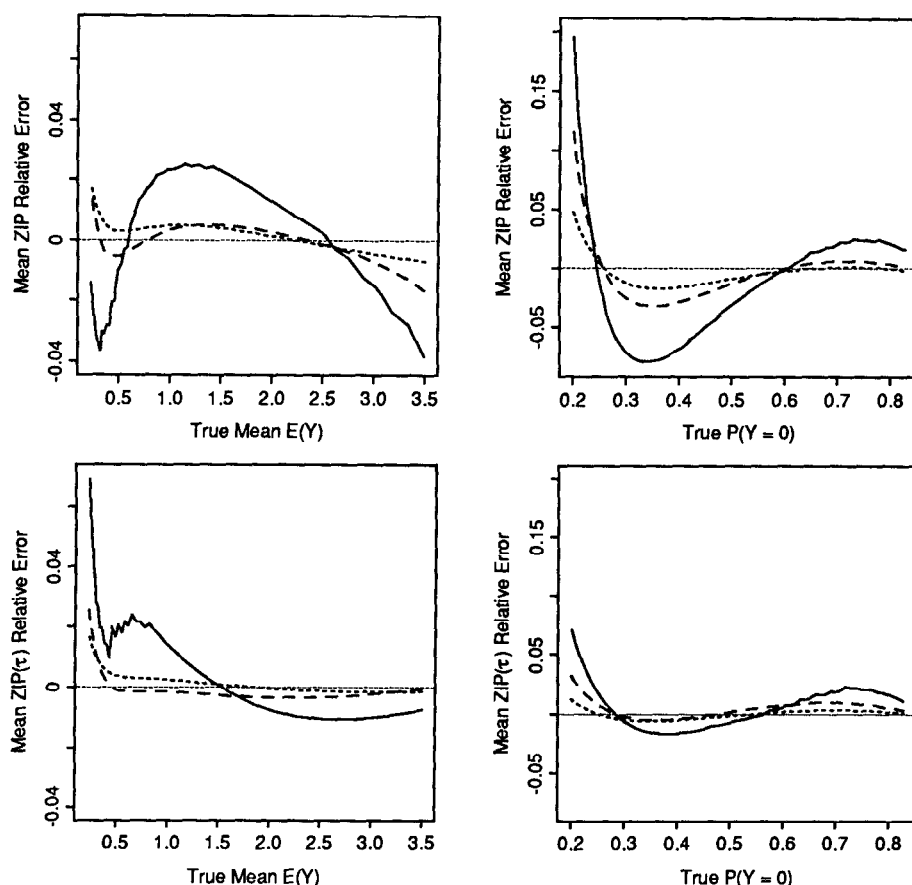 Mean ZIP Relative Error
0.04
0
-0.04
0.5 1.0 1.5 2.0 2.5 3.0 3.5
True Mean E(Y)
Mean ZIP Relative Error
0.15
0.05
-0.05
0.2 0.3 0.4 0.5 0.6 0.7 0.8
True P(Y = 0)
Mean ZIP(τ) Relative Error
0.04
0
-0.04
0.5 1.0 1.5 2.0 2.5 3.0 3.5
True Mean E(Y)
Mean ZIP(τ) Relative Error
0.15
0.05
-0.05
0.2 0.3 0.4 0.5 0.6 0.7 0.8
True P(Y = 0)